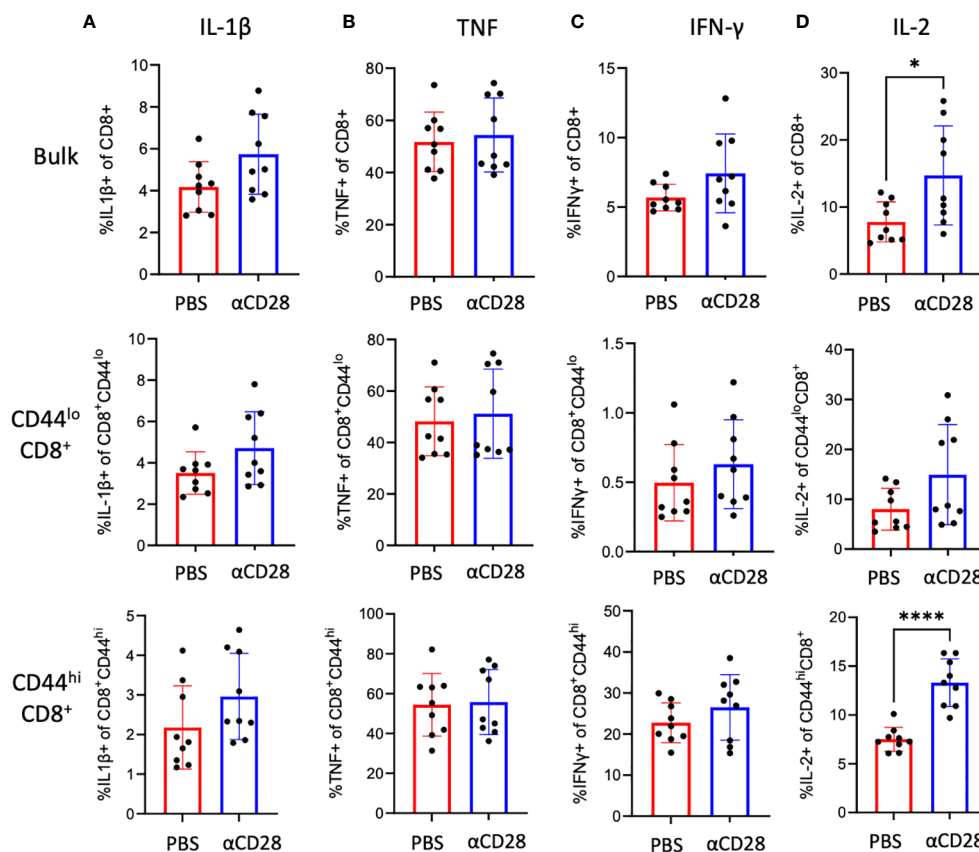 A IL-1β
B TNF
C IFN-γ
D IL-2
Bulk
%IL1β+ of CD8+
10
8
6
4
2
0
PBS αCD28
%TNF+ of CD8+
80
60
40
20
0
PBS αCD28
%IFNγ+ of CD8+
15
10
5
0
PBS αCD28
%IL-2+ of CD8+
30
20
10
0
*
PBS αCD28
CD44lo
CD8+
%IL-1β+ of CD8+CD44lo
10
8
6
4
2
0
PBS αCD28
%TNF+ of CD8+CD44lo
80
60
40
20
0
PBS αCD28
%IFNγ+ of CD8+CD44lo
1.5
1.0
0.5
0.0
PBS αCD28
%IL-2+ of CD44loCD8+
40
30
20
10
0
PBS αCD28
CD44hi
CD8+
%IL1β+ of CD8+CD44hi
5
4
3
2
1
0
PBS αCD28
%TNF+ of CD8+CD44hi
100
80
60
40
20
0
PBS αCD28
%IFNγ+ of CD8+CD44hi
50
40
30
20
10
0
PBS αCD28
%IL-2+ of CD44hiCD8+
20
15
10
5
0
****
PBS αCD28